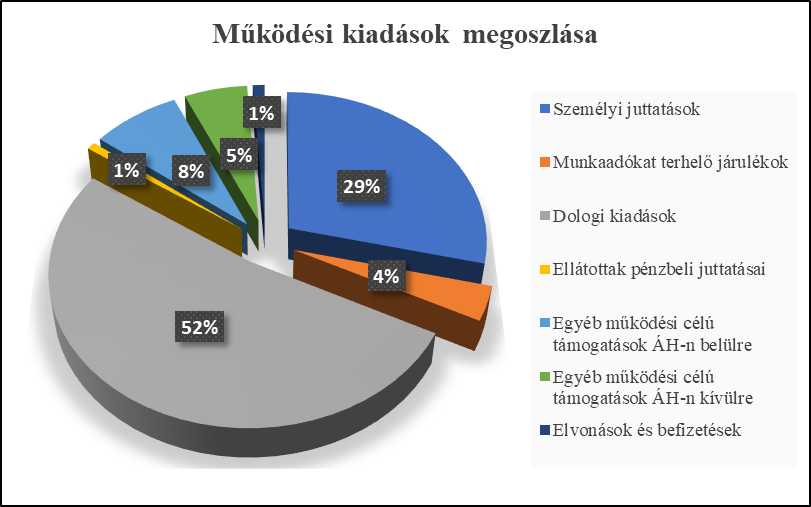 Működési kiadások megoszlása
1%
5%
8%
1%
29%
4%
52%
Személyi juttatások
Munkaadókat terhelő járulékok
Dologi kiadások
Ellátottak pénzbeli juttatásai
Egyéb működési célú
támogatások ÁH-n belülre
Egyéb működési célú
támogatások ÁH-n kívülre
Elvonások és befizetések